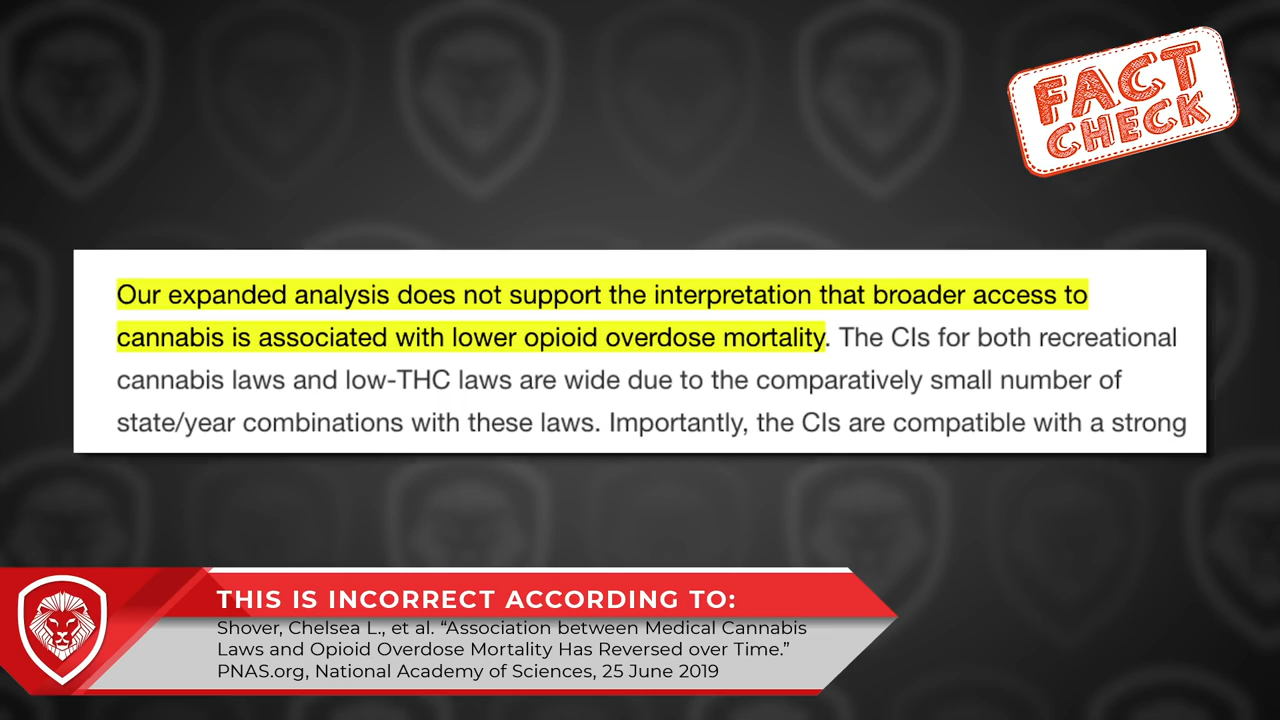 FACT
CHECK
Our expanded analysis does not support the interpretation that broader access to
cannabis is associated with lower opioid overdose mortality. The CIs for both recreational
cannabis laws and low-THC laws are wide due to the comparatively small number of
state/year combinations with these laws. Importantly, the CIs are compatible with a strong
THIS IS INCORRECT ACCORDING TO:
Shover, Chelsea L., et al. “Association between Medical Cannabis
Laws and Opioid Overdose Mortality Has Reversed over Time.”
PNAS.org, National Academy of Sciences, 25 June 2019